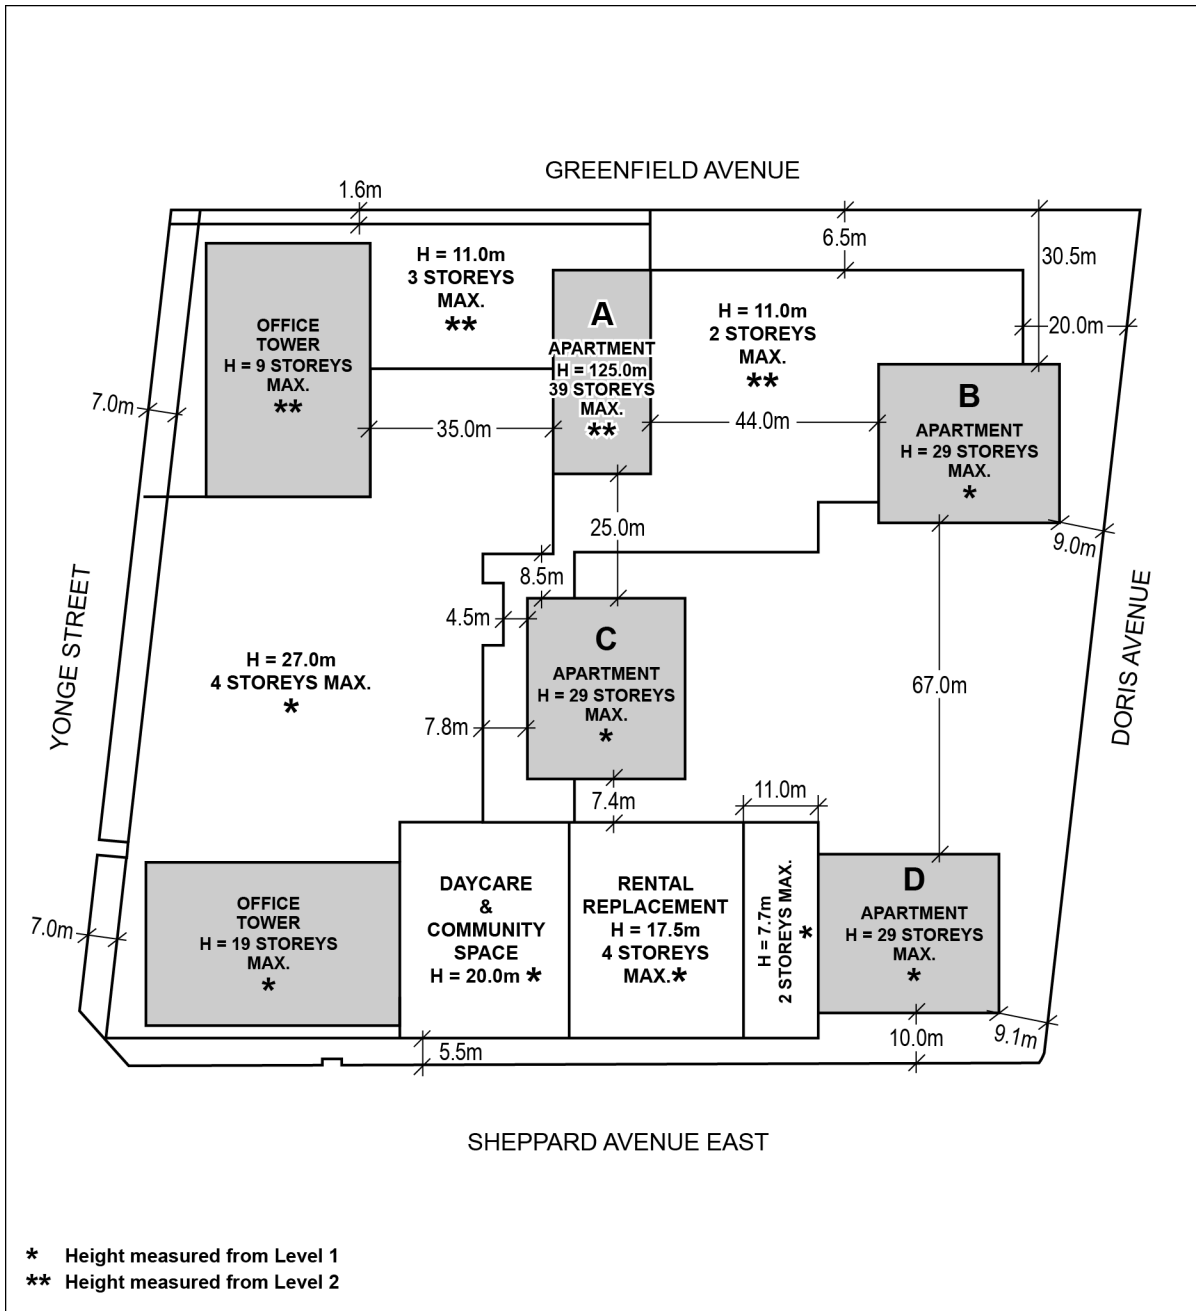 GREENFIELD AVENUE
1.6m
6.5m
30.5m
20.0m
H = 11.0m
3 STOREYS
MAX.
**
OFFICE
TOWER
H = 9 STOREYS
MAX.
**
7.0m
35.0m
A
APARTMENT
H = 125.0m
39 STOREYS
MAX.
**
H = 11.0m
2 STOREYS
MAX.
**
44.0m
B
APARTMENT
H = 29 STOREYS
MAX.
*
9.0m
25.0m
8.5m
4.5m
YONGE STREET
H = 27.0m
4 STOREYS MAX.
*
C
APARTMENT
H = 29 STOREYS
MAX.
*
7.8m
7.4m
67.0m
DORIS AVENUE
11.0m
OFFICE
TOWER
H = 19 STOREYS
MAX.
*
7.0m
DAYCARE
&
COMMUNITY
SPACE
H = 20.0m *
RENTAL
REPLACEMENT
H = 17.5m
4 STOREYS
MAX.*
H = 7.7m
2 STOREYS MAX.
*
D
APARTMENT
H = 29 STOREYS
MAX.
*
5.5m
10.0m
9.1m
SHEPPARD AVENUE EAST
* Height measured from Level 1
** Height measured from Level 2